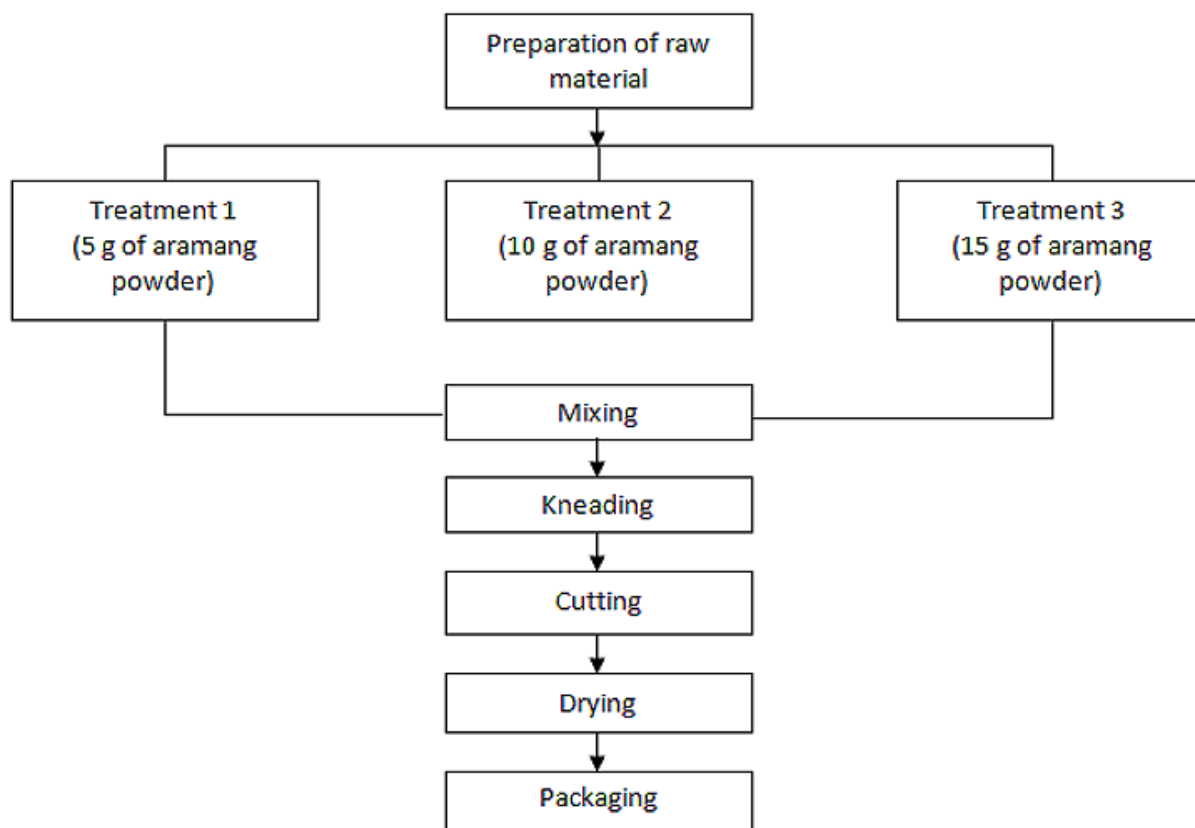 Preparation of raw
material
Treatment 1
(5 g of aramang
powder)
Treatment 2
(10 g of aramang
powder)
Treatment 3
(15 g of aramang
powder)
Mixing
Kneading
Cutting
Drying
Packaging